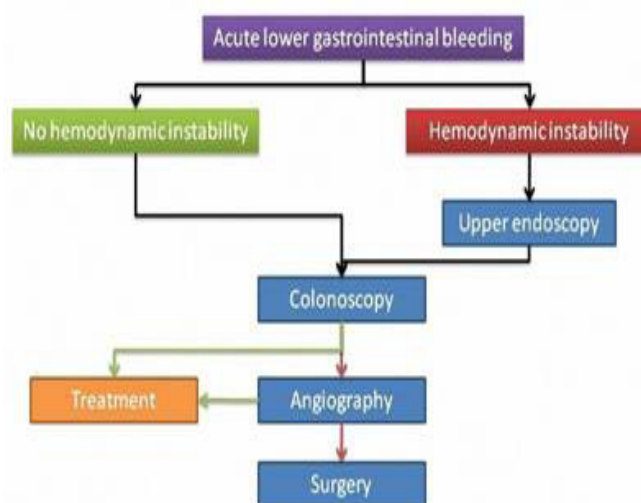 Acute lower gastrointestinal bleeding
No hemodynamic instability
Hemodynamic instability
Upper endoscopy
Colonoscopy
Treatment
Angiography
Surgery